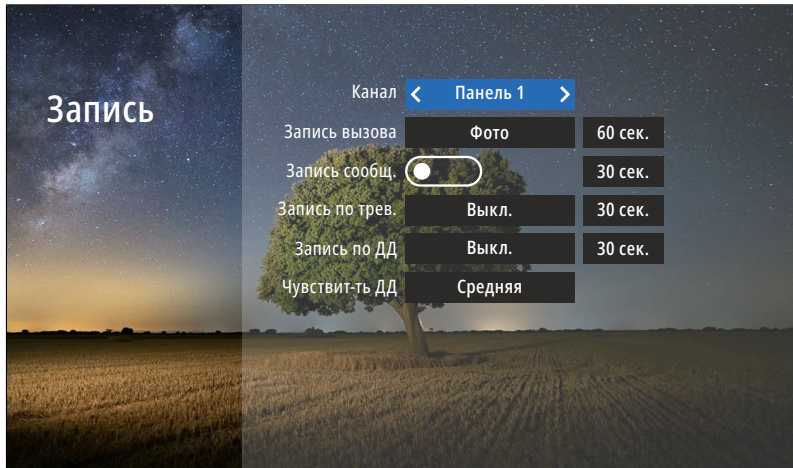 Запись
Канал Панель 1
Запись вызова Фото 60 сек.
Запись сообщ. 30 сек.
Запись по трев. Выкл. 30 сек.
Запись по ДД Выкл. 30 сек.
Чувствит-ть ДД Средняя